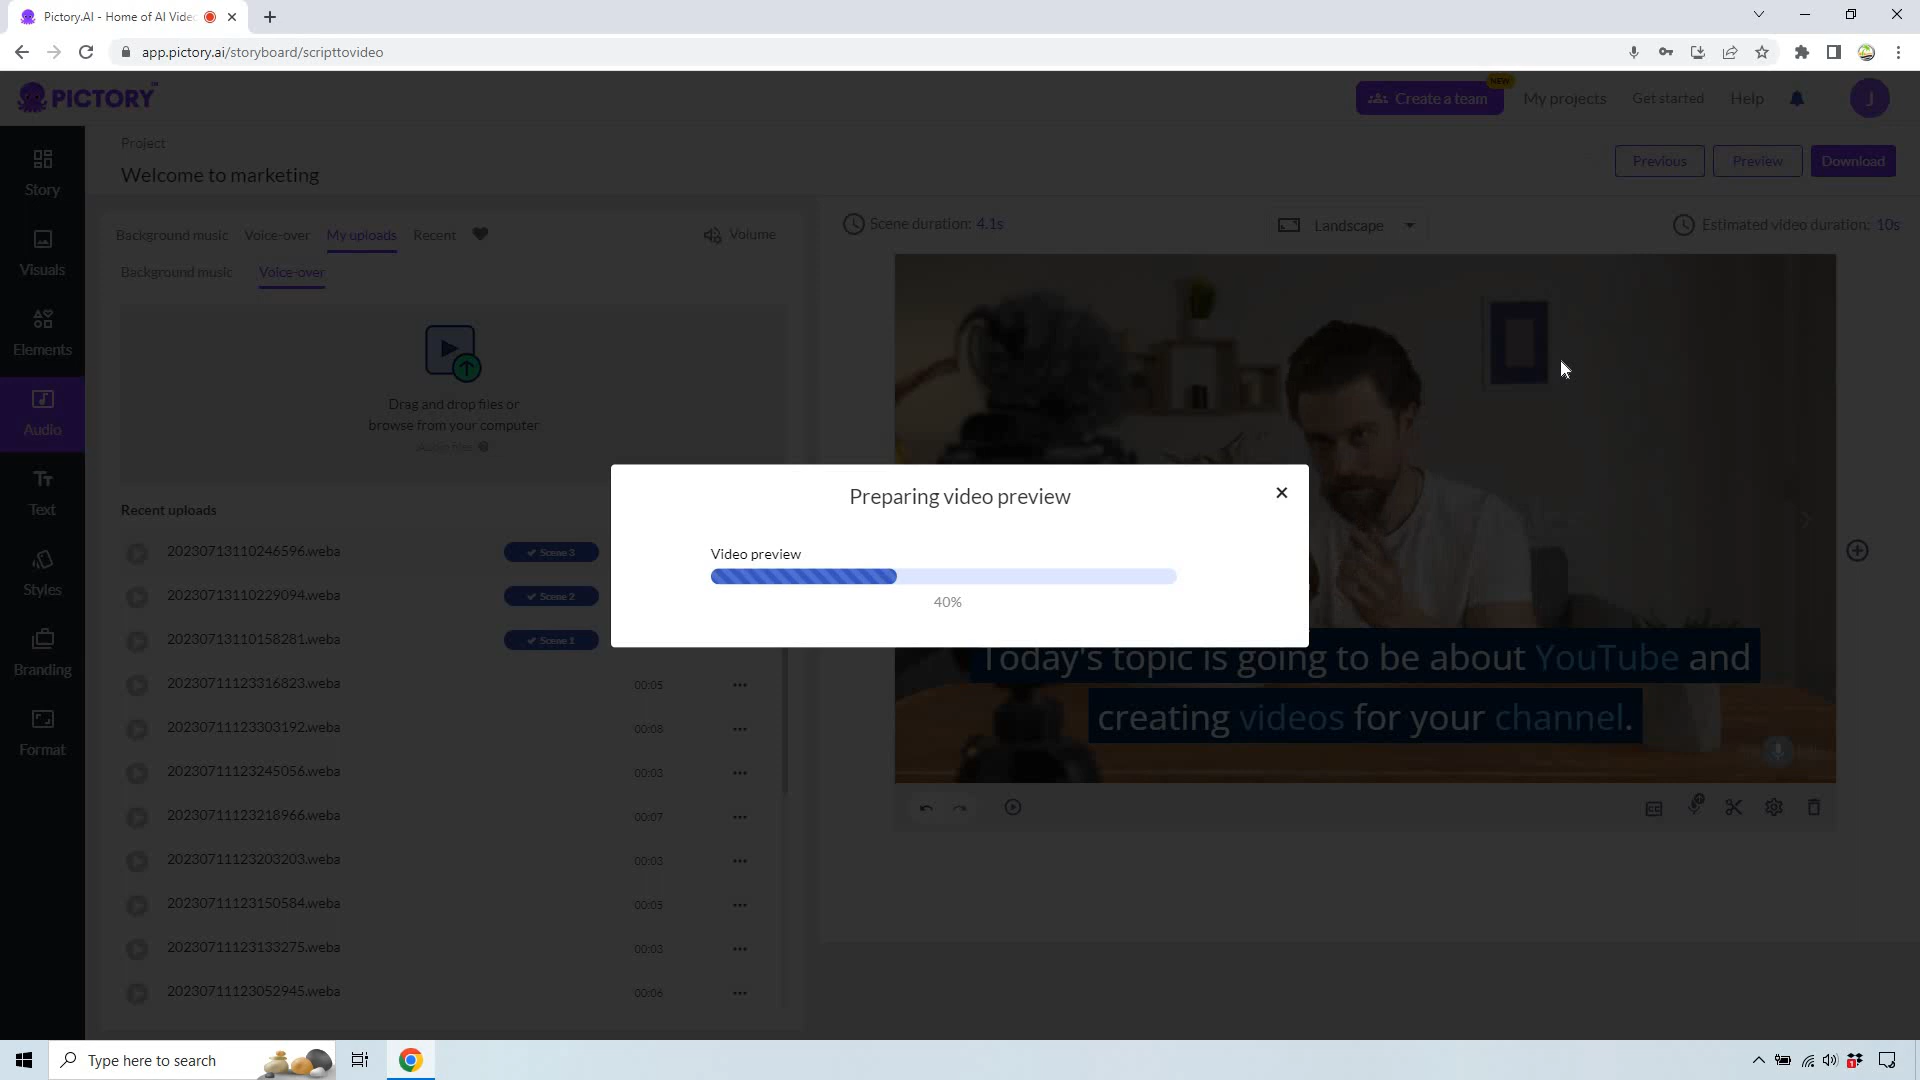 Pictory.AI - Home of AI Vide
app.pictory.ai/storyboard/scripttovideo
PICTORY
NEW
Create a team
My projects
Get started
Help
J
Project
Welcome to marketing
Previous
Preview
Download
Story
Visuals
Elements
Audio
Text
Styles
Branding
Format
Background music
Voice-over
My uploads
Recent
Volume
Background music
Voice-over
Drag and drop files or
browse from your computer
Audio files
Recent uploads
20230713110246596.weba
Scene 3
20230713110229094.weba
Scene 2
20230713110158281.weba
Scene 1
20230711123316823.weba
00:05
20230711123303192.weba
00:08
20230711123245056.weba
00:03
20230711123218966.weba
00:07
20230711123203203.weba
00:03
20230711123150584.weba
00:05
20230711123133275.weba
00:03
20230711123052945.weba
00:06
Scene duration: 4.1s
Landscape
Estimated video duration: 10s
Preparing video preview
Video preview
40%
Today's topic is going to be about YouTube and
creating videos for your channel.
CC
Type here to search
1